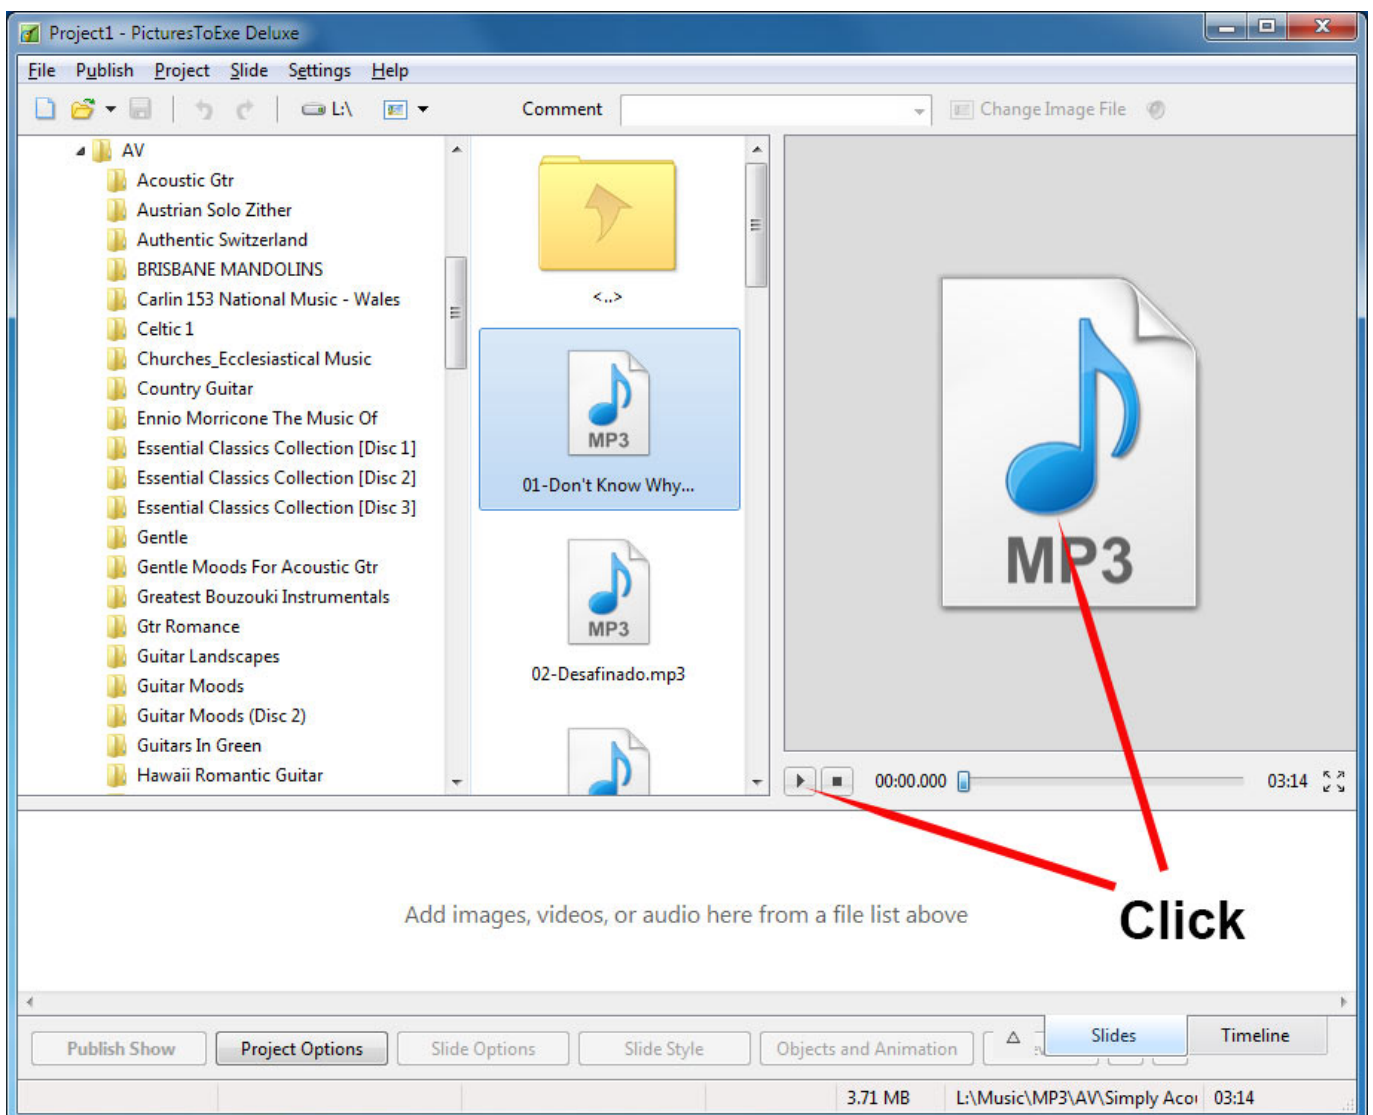 Project1 - PicturesToExe Deluxe
File Publish Project Slide Settings Help
L:\ Comment Change Image File
AV
Acoustic Gtr
Austrian Solo Zither
Authentic Switzerland
BRISBANE MANDOLINS
Carlin 153 National Music - Wales
Celtic 1
Churches_Ecclesiastical Music
Country Guitar
Ennio Morricone The Music Of
Essential Classics Collection [Disc 1]
Essential Classics Collection [Disc 2]
Essential Classics Collection [Disc 3]
Gentle
Gentle Moods For Acoustic Gtr
Greatest Bouzouki Instrumentals
Gtr Romance
Guitar Landscapes
Guitar Moods
Guitar Moods (Disc 2)
Guitars In Green
Hawaii Romantic Guitar
<..>
MP3
01-Don't Know Why...
MP3
02-Desafinado.mp3
MP3
00:00.000 03:14
Click
Add images, videos, or audio here from a file list above
Publish Show Project Options Slide Options Slide Style Objects and Animation Slides Timeline
3.71 MB L:\Music\MP3\AV\Simply 03:14